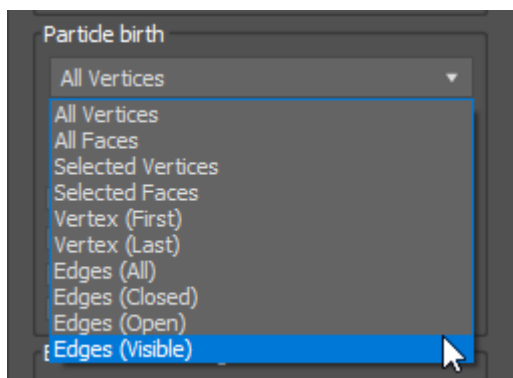 Particle birth
All Vertices
All Vertices
All Faces
Selected Vertices
Selected Faces
Vertex (First)
Vertex (Last)
Edges (All)
Edges (Closed)
Edges (Open)
Edges (Visible)